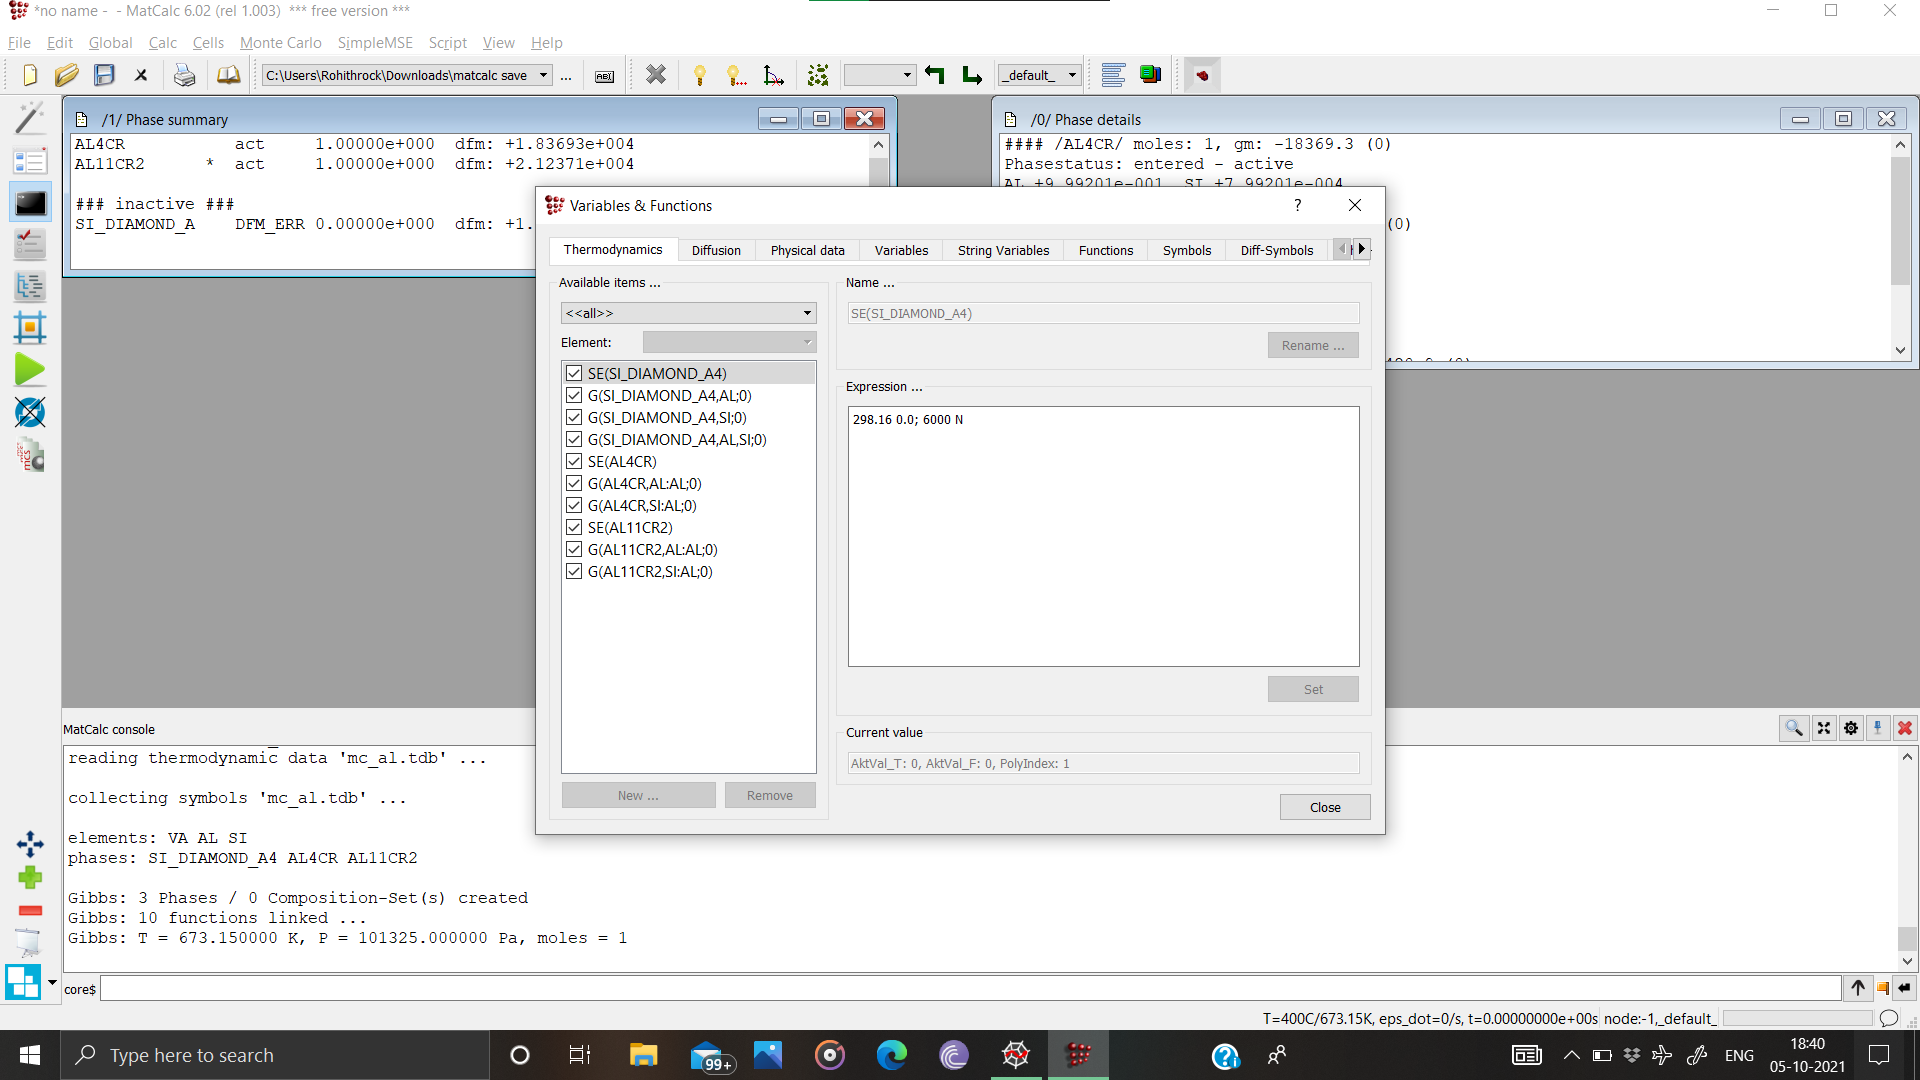 *no name -  - MatCalc 6.02 (rel 1.003)  *** free version ***
File Edit Global Calc Cells Monte Carlo SimpleMSE Script View Help
C:\Users\Rohithrock\Downloads\matcalc save ... ABI _default_
/1/ Phase summary
AL4CR act 1.00000e+000 dfm: +1.83693e+004
AL11CR2 * act 1.00000e+000 dfm: +2.12371e+004
### inactive ###
SI_DIAMOND_A DFM_ERR 0.00000e+000 dfm: +1.
/0/ Phase details
#### /AL4CR/ moles: 1, gm: -18369.3 (0)
Phasestatus: entered - active
AL +9.99201e-001 SI +7.99201e-004
(0)
Variables & Functions ?
Thermodynamics Diffusion Physical data Variables String Variables Functions Symbols Diff-Symbols
Available items ...
<<all>>
Element:
SE(SI_DIAMOND_A4)
G(SI_DIAMOND_A4,AL;0)
G(SI_DIAMOND_A4,SI;0)
G(SI_DIAMOND_A4,AL,SI;0)
SE(AL4CR)
G(AL4CR,AL:AL;0)
G(AL4CR,SI:AL;0)
SE(AL11CR2)
G(AL11CR2,AL:AL;0)
G(AL11CR2,SI:AL;0)
New ... Remove
Name ...
SE(SI_DIAMOND_A4)
Rename ...
Expression ...
298.16 0.0; 6000 N
Set
Current value
AktVal_T: 0, AktVal_F: 0, PolyIndex: 1
Close
MatCalc console
reading thermodynamic data 'mc_al.tdb' ...
collecting symbols 'mc_al.tdb' ...
elements: VA AL SI
phases: SI_DIAMOND_A4 AL4CR AL11CR2
Gibbs: 3 Phases / 0 Composition-Set(s) created
Gibbs: 10 functions linked ...
Gibbs: T = 673.150000 K, P = 101325.000000 Pa, moles = 1
core$
T=400C/673.15K, eps_dot=0/s, t=0.00000000e+00s node:-1,_default_
Type here to search
99+
ENG
18:40
05-10-2021